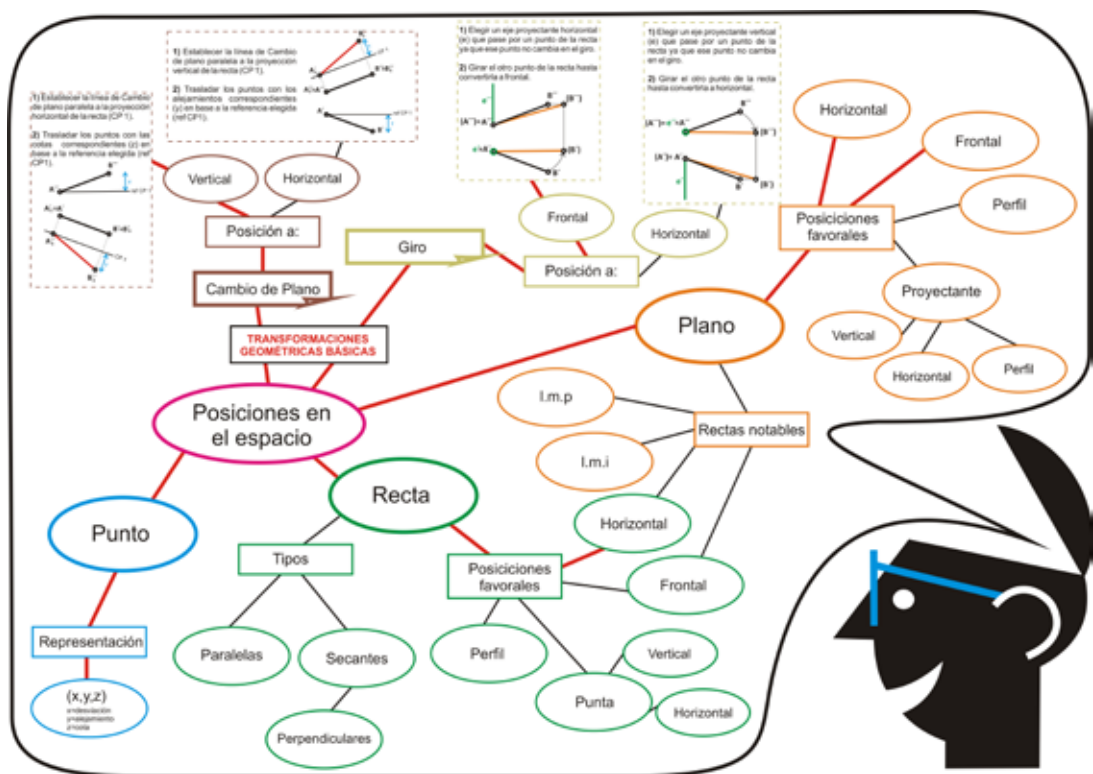 1) Establecer la línea de Cambio
de plano paralela a la proyección
horizontal de la recta (CP 1).
2) Trasladar los puntos con las
cotas correspondientes (z) en
base a la referencia elegida (ref
CP1).
1) Establecer la línea de Cambio
de plano paralela a la proyección
vertical de la recta (CP 1).
2) Trasladar los puntos con los
alejamientos correspondientes
(y) en base a la referencia elegida
(ref CP1).
1) Elegir un eje proyectante horizontal
(e) que pase por un punto de la recta
ya que ese punto no cambia en el giro.
2) Girar el otro punto de la recta hasta
convertirla a frontal.
1) Elegir un eje proyectante vertical
(e) que pase por un punto de la
recta ya que ese punto no cambia
en el giro.
2) Girar el otro punto de la recta
hasta convertirla a horizontal.
Vertical
Horizontal
Posición a:
Cambio de Plano
TRANSFORMACIONES
GEOMÉTRICAS BÁSICAS
Giro
Frontal
Horizontal
Posición a:
Plano
Horizontal
Frontal
Perfil
Posiciciones
favorales
Proyectante
Vertical
Horizontal
Perfil
Posiciones en
el espacio
l.m.p
l.m.i
Rectas notables
Recta
Punto
Horizontal
Frontal
Tipos
Posiciciones
favorales
Representación
Paralelas
Secantes
Perfil
Vertical
Punta
Horizontal
(x,y,z)
x=desviación
y=alejamiento
z=cota
Perpendiculares